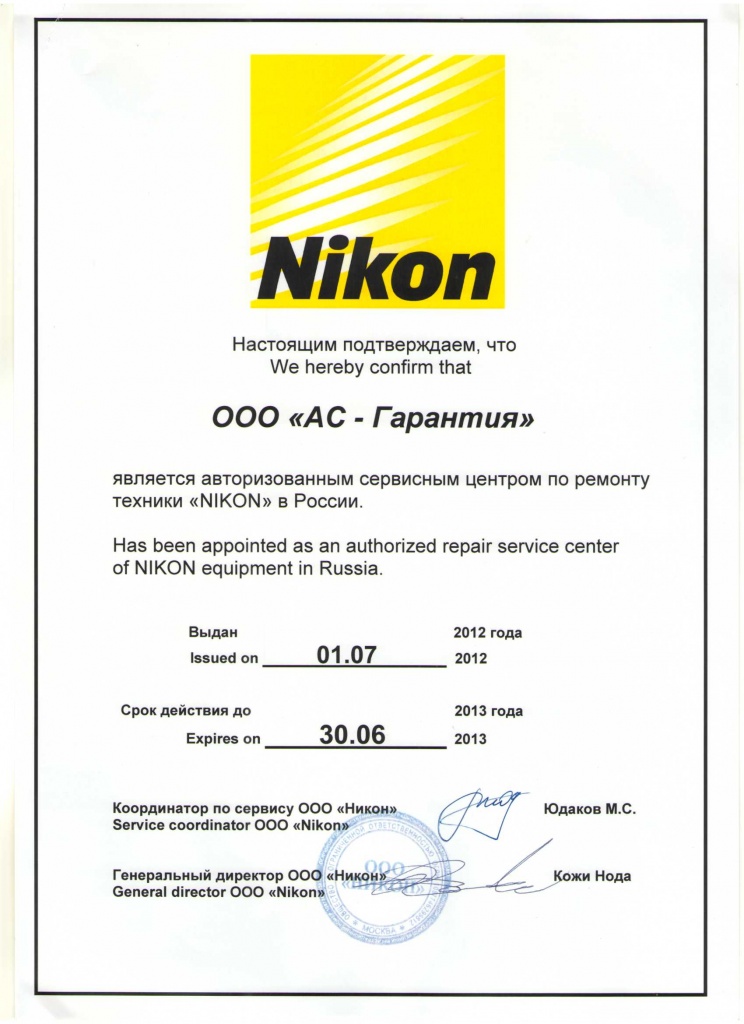 Nikon
Настоящим подтверждаем, что
We hereby confirm that
ООО «АС - Гарантия»
является авторизованным сервисным центром по ремонту
техники «NIKON» в России.
Has been appointed as an authorized repair service center
of NIKON equipment in Russia.
Выдан 2012 года
Issued on 01.07 2012
Срок действия до 2013 года
Expires on 30.06 2013
Координатор по сервису ООО «Никон» Юдаков М.С.
Service coordinator ООО «Nikon»
Генеральный директор ООО «Никон» Кожи Нода
General director ООО «Nikon»
ООО
«НИКОН»
МОСКВА